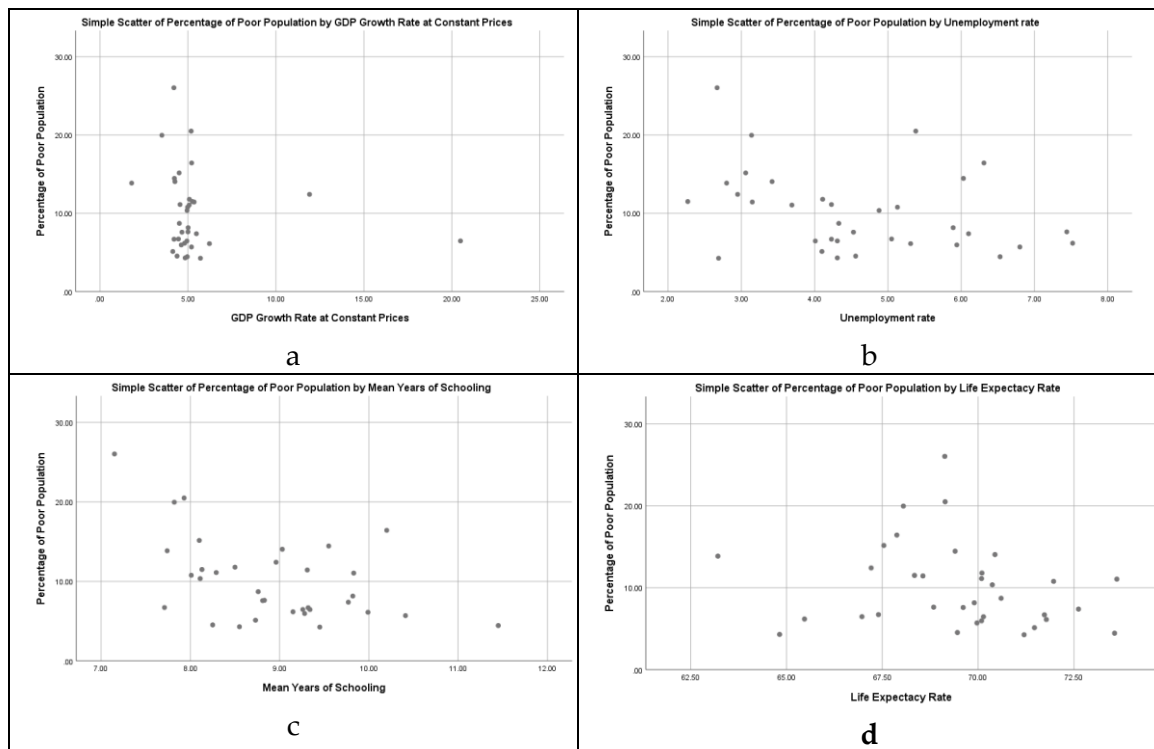 Simple Scatter of Percentage of Poor Population by GDP Growth Rate at Constant Prices
Percentage of Poor Population
30.00
20.00
10.00
.00
.00 5.00 10.00 15.00 20.00 25.00
GDP Growth Rate at Constant Prices
a
Simple Scatter of Percentage of Poor Population by Unemployment rate
Percentage of Poor Population
30.00
20.00
10.00
.00
2.00 3.00 4.00 5.00 6.00 7.00 8.00
Unemployment rate
b
Simple Scatter of Percentage of Poor Population by Mean Years of Schooling
Percentage of Poor Population
30.00
20.00
10.00
.00
7.00 8.00 9.00 10.00 11.00 12.00
Mean Years of Schooling
c
Simple Scatter of Percentage of Poor Population by Life Expectacy Rate
Percentage of Poor Population
30.00
20.00
10.00
.00
62.50 65.00 67.50 70.00 72.50
Life Expectacy Rate
d